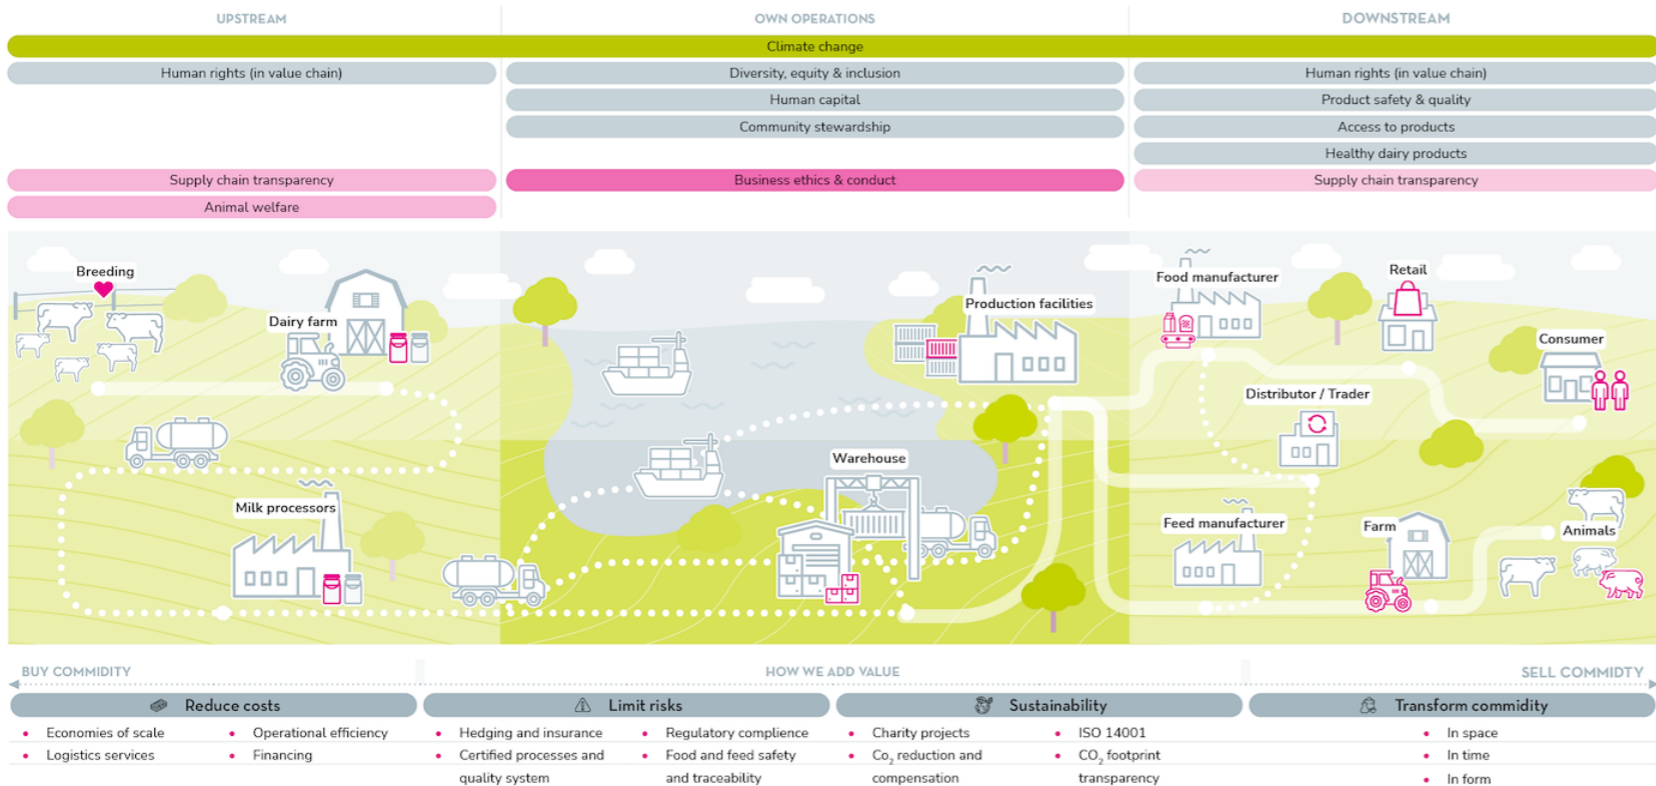 UPSTREAM
OWN OPERATIONS
DOWNSTREAM
Climate change
Human rights (in value chain)
Diversity, equity & inclusion
Human rights (in value chain)
Human capital
Product safety & quality
Community stewardship
Access to products
Healthy dairy products
Supply chain transparency
Business ethics & conduct
Supply chain transparency
Animal welfare
Breeding
Dairy farm
Milk processors
Production facilities
Warehouse
Food manufacturer
Retail
Consumer
Distributor / Trader
Feed manufacturer
Farm
Animals
BUY COMMIDITY
HOW WE ADD VALUE
SELL COMMIDTY
Reduce costs
Economies of scale
Logistics services
Operational efficiency
Financing
Limit risks
Hedging and insurance
Certified processes and
quality system
Regulatory complience
Food and feed safety
and traceability
Sustainability
Charity projects
Co₂ reduction and
compensation
ISO 14001
CO₂ footprint
transparency
Transform commidity
In space
In time
In form